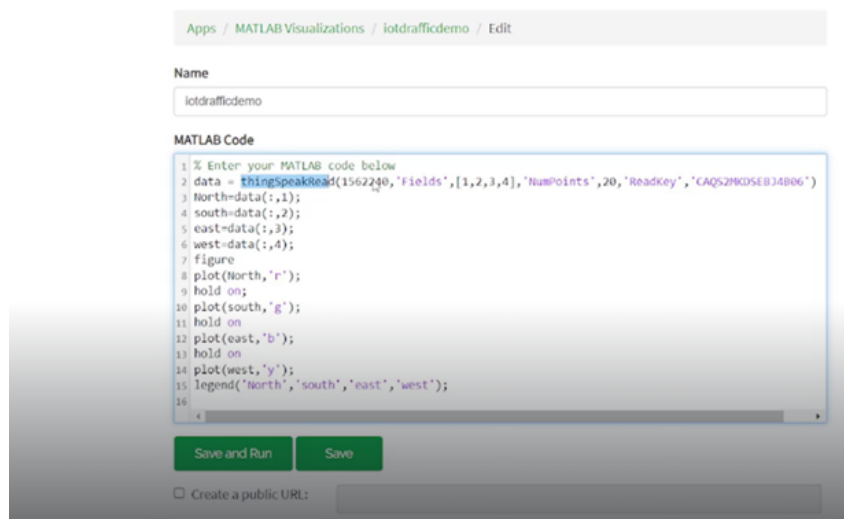 Apps / MATLAB Visualizations / iotdrafficdemo / Edit
Name
iotdrafficdemo
MATLAB Code
1 % Enter your MATLAB code below
2 data = thingSpeakRead(1562240,'Fields',[1,2,3,4],'NumPoints',20,'ReadKey','CAQS2MKDSEBJ4B06')
3 North=data(:,1);
4 south=data(:,2);
5 east=data(:,3);
6 west=data(:,4);
7 figure
8 plot(North,'r');
9 hold on;
10 plot(south,'g');
11 hold on
12 plot(east,'b');
13 hold on
14 plot(west,'y');
15 legend('North','south','east','west');
16
Save and Run Save
Create a public URL: